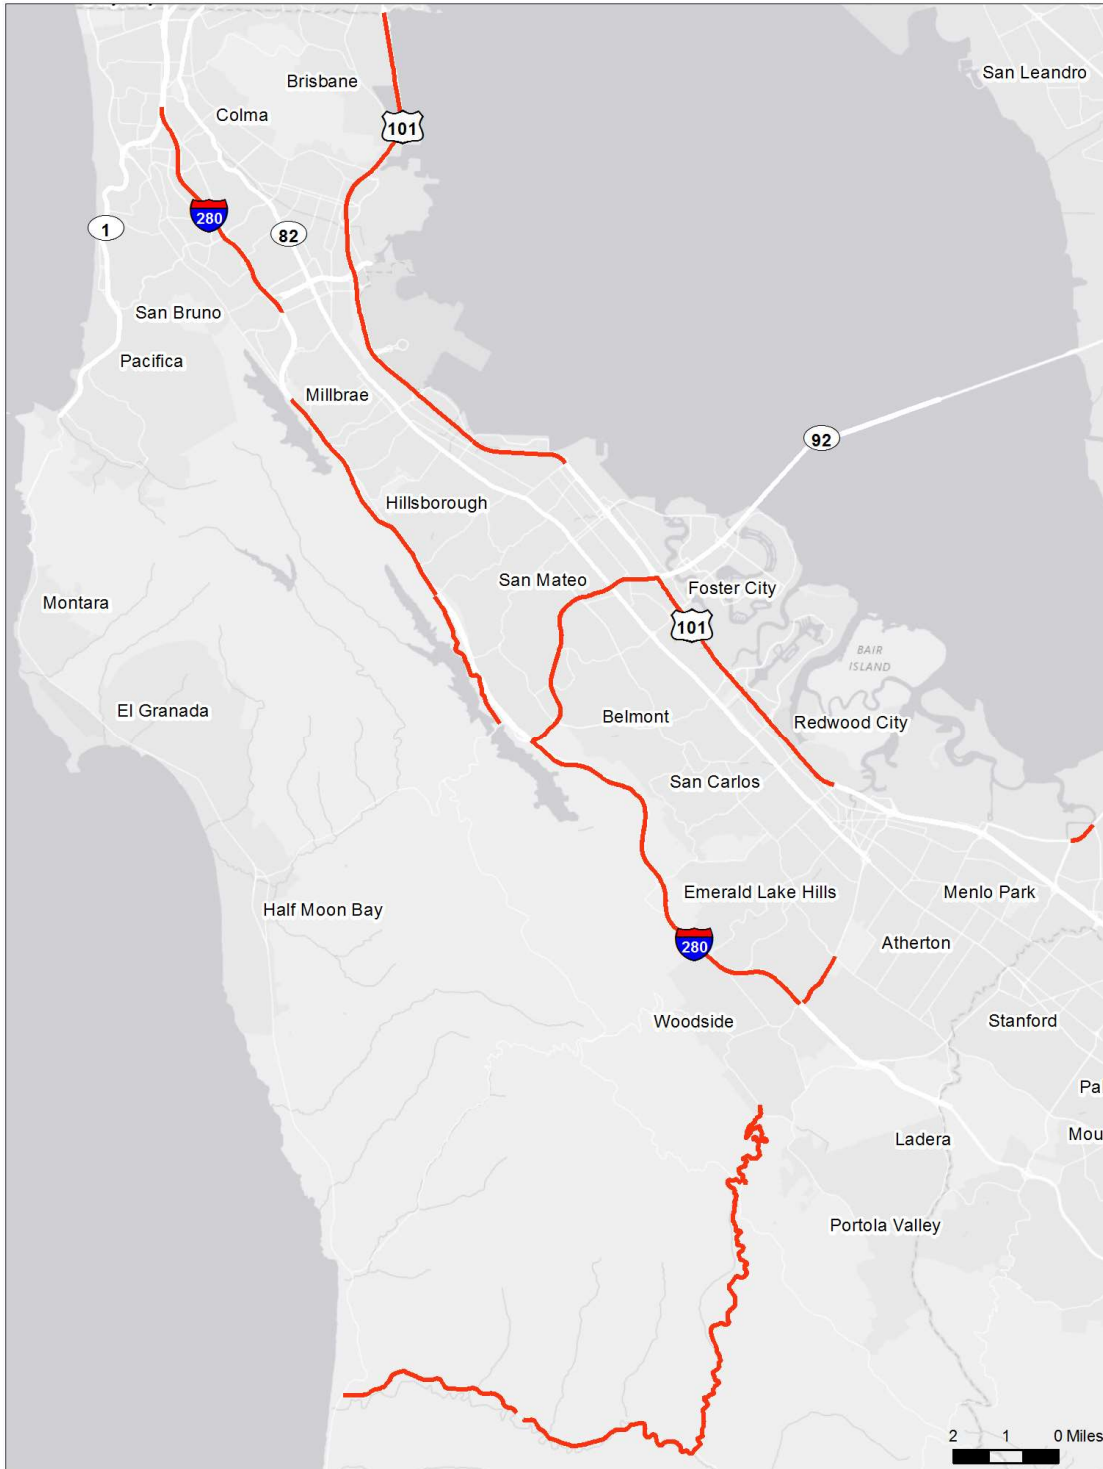 San Leandro
Brisbane
Colma
101
280
1
82
San Bruno
Pacifica
Millbrae
92
Hillsborough
San Mateo
Foster City
Montara
101
BAIR
ISLAND
El Granada
Belmont
Redwood City
San Carlos
Emerald Lake Hills
Menlo Park
Half Moon Bay
Atherton
280
Woodside
Stanford
Pa
Ladera
Mou
Portola Valley
2 1 0 Miles